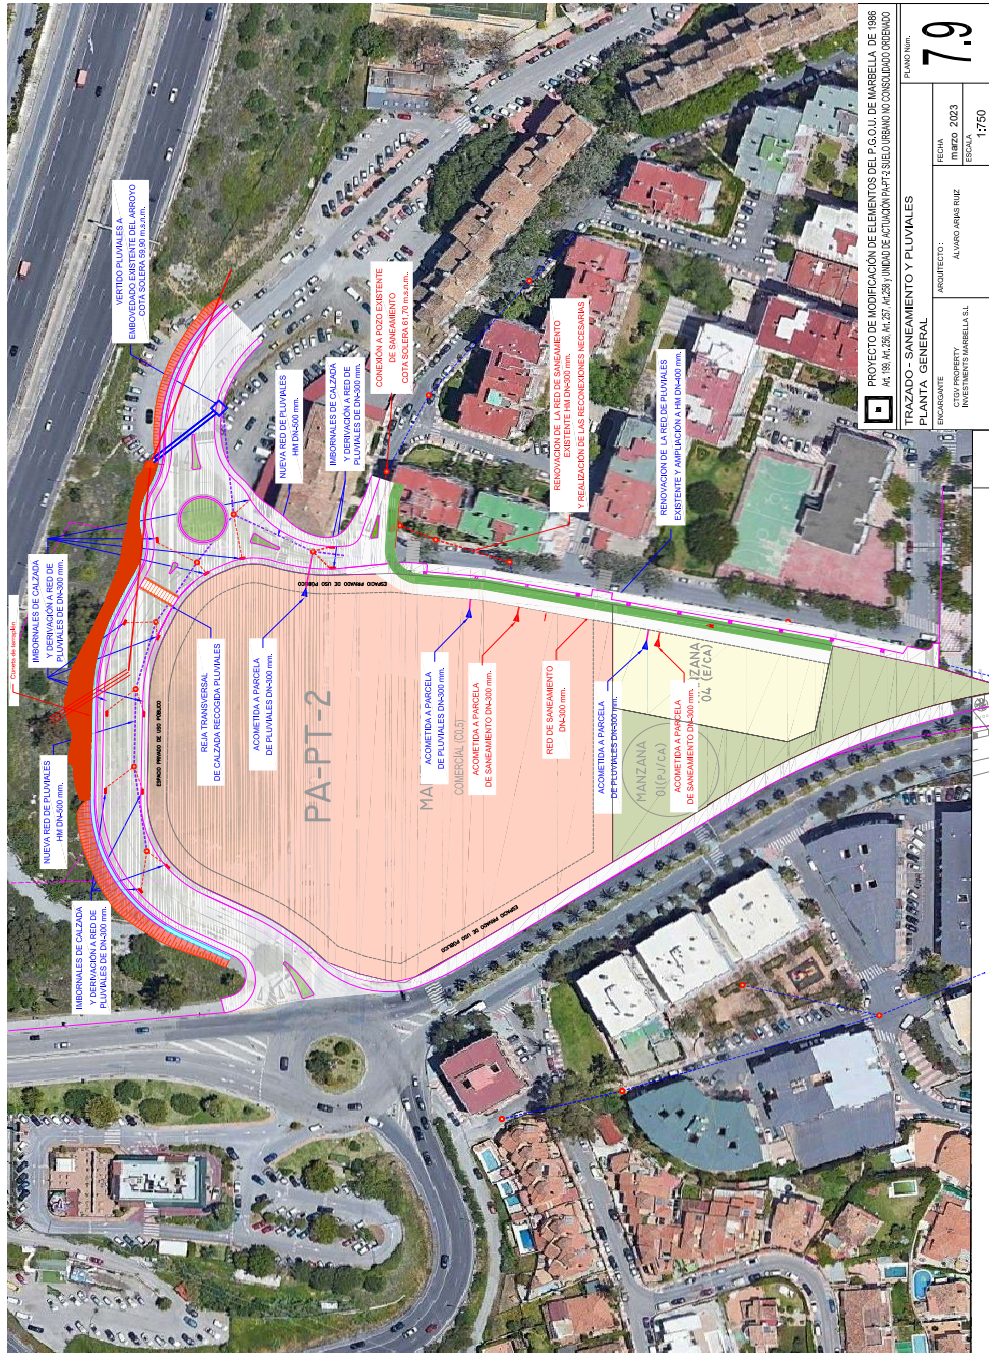 PROYECTO DE MODIFICACIÓN DE ELEMENTOS DEL P.G.O.U. DE MARBELLA DE 1986
Art. 199, Art. 256, Art. 257, Art.258 y UNIDAD DE ACTUACIÓN PA-PT-2 SUELO URBANO NO CONSOLIDADO ORDENADO
TRAZADO - SANEAMIENTO Y PLUVIALES
PLANTA GENERAL
PLANO Núm.
7.9
ENCARGANTE
CTGV PROPERTY
INVESTMENTS MARBELLA S.L
ARQUITECTO :
ÁLVARO ARIAS RUIZ
FECHA
marzo 2023
ESCALA
1:750
VERTIDO PLUVIALES A
EMBOVEDADO EXISTENTE DEL ARROYO
COTA SOLERA 59,90 m.s.n.m.
CONEXIÓN A POZO EXISTENTE
DE SANEAMIENTO
COTA SOLERA 61,70 m.s.n.m.
IMBORNALES DE CALZADA
Y DERIVACIÓN A RED DE
PLUVIALES DE DN-300 mm.
NUEVA RED DE PLUVIALES
HM DN-500 mm.
RENOVACION DE LA RED DE SANEAMIENTO
EXISTENTE HM DN-300 mm.
Y REALIZACIÓN DE LAS RECONEXIONES NECESARIAS
RENOVACION DE LA RED DE PLUVIALES
EXISTENTE Y AMPLIACIÓN A HM DN-400 mm.
IMBORNALES DE CALZADA
Y DERIVACIÓN A RED DE
PLUVIALES DE DN-300 mm.
Cuneta de terraplén
REJA TRANSVERSAL
DE CALZADA RECOGIDA PLUVIALES
ACOMETIDA A PARCELA
DE PLUVIALES DN-300 mm.
ACOMETIDA A PARCELA
DE PLUVIALES DN-300 mm.
ACOMETIDA A PARCELA
DE SANEAMIENTO DN-300 mm.
RED DE SANEAMIENTO
DN-300 mm.
ACOMETIDA A PARCELA
DE PLUVIALES DN-300 mm.
ACOMETIDA A PARCELA
DE SANEAMIENTO DN-300 mm.
NUEVA RED DE PLUVIALES
HM DN-500 mm.
IMBORNALES DE CALZADA
Y DERIVACIÓN A RED DE
PLUVIALES DE DN-300 mm.
ESPACIO PRIVADO DE USO PÚBLICO
ESPACIO PRIVADO DE USO PÚBLICO
ESPACIO PRIVADO DE USO PÚBLICO
PA-PT-2
COMERCIAL (CO.5)
MANZANA
01(PJ/CA)
04 (E/CA)